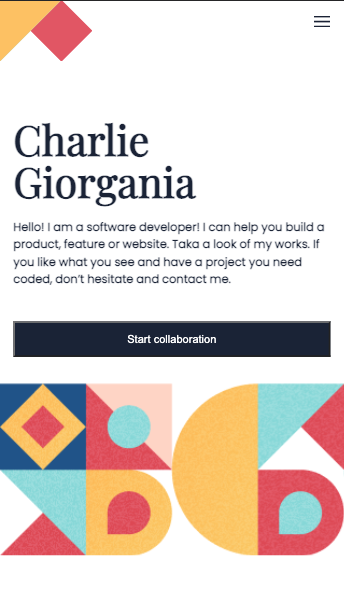 Charlie
Giorgania
Hello! I am a software developer! I can help you build a
product, feature or website. Taka a look of my works. If
you like what you see and have a project you need
coded, don't hesitate and contact me.
Start collaboration